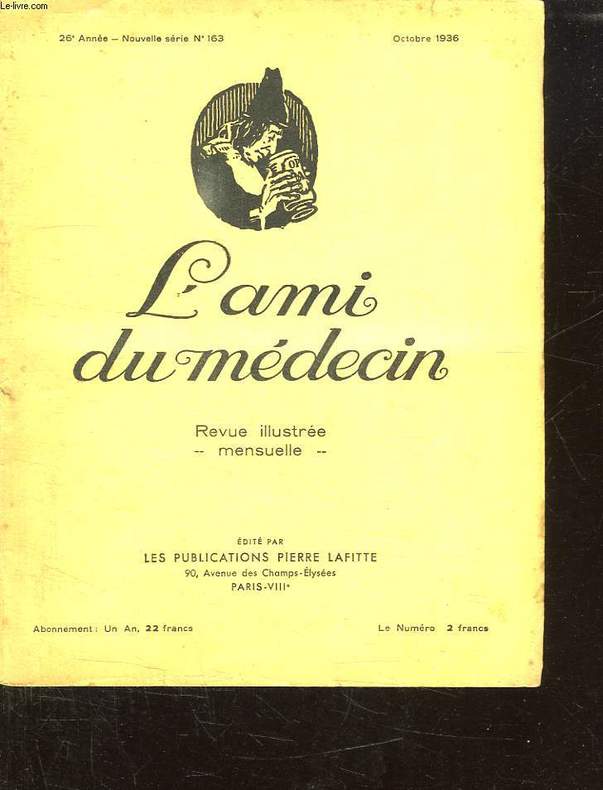 Le-livre.com
26e Année — Nouvelle série N° 163
Octobre 1936
L'ami
du médecin
Revue illustrée
-- mensuelle --
ÉDITÉ PAR
LES PUBLICATIONS PIERRE LAFITTE
90, Avenue des Champs-Élysées
PARIS-VIIIe
Abonnement : Un An, 22 francs
Le Numéro 2 francs